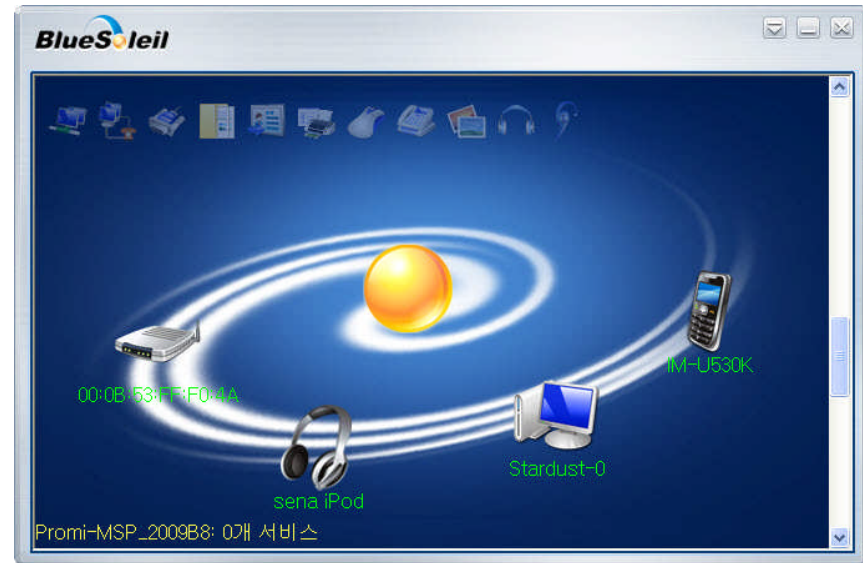 BlueSoleil
IM-U530K
00:0B:53:FF:F0:4A
Stardust-0
sena iPod
Promi-MSP_2009B8: 0개 서비스